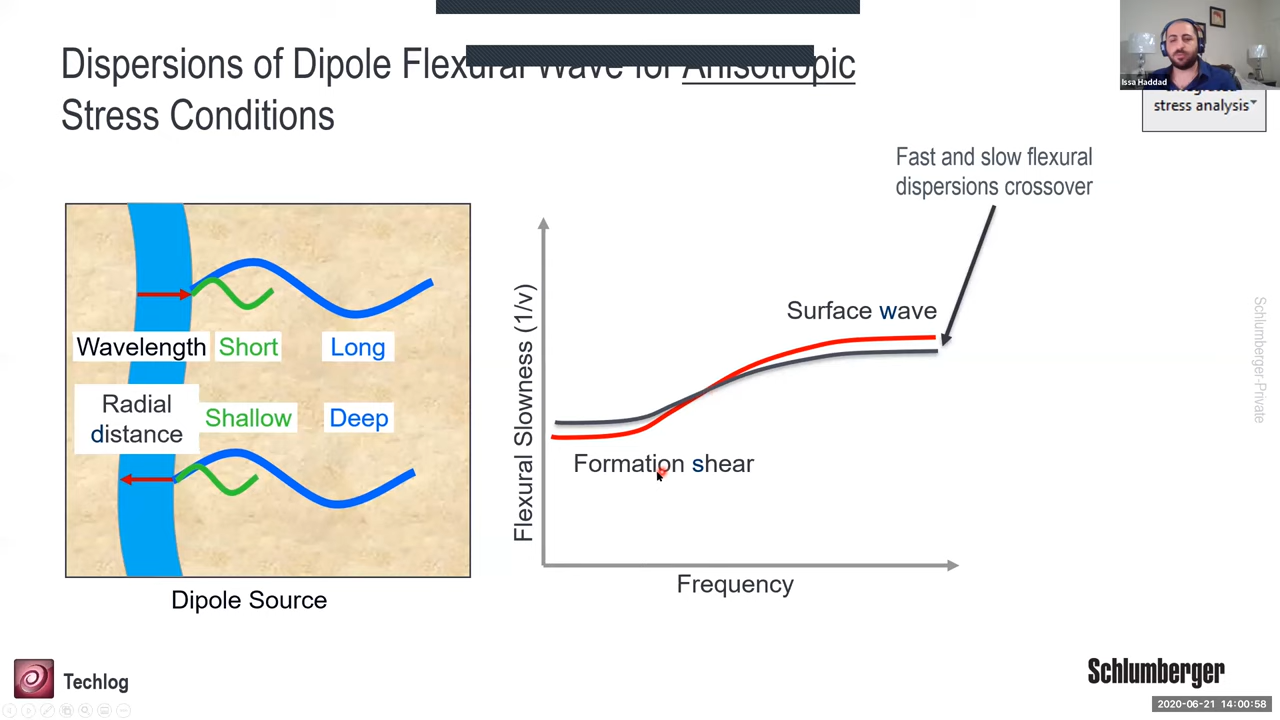 Dispersions of Dipole Flexural Wave for Anisotropic
Stress Conditions
Issa Haddad
stress analysis
Fast and slow flexural
dispersions crossover
Wavelength Short Long
Radial
distance
Shallow Deep
Dipole Source
Flexural Slowness (1/v)
Surface wave
Formation shear
Frequency
Schlumberger-Private
Techlog
Schlumberger
2020-06-21 14:00:58